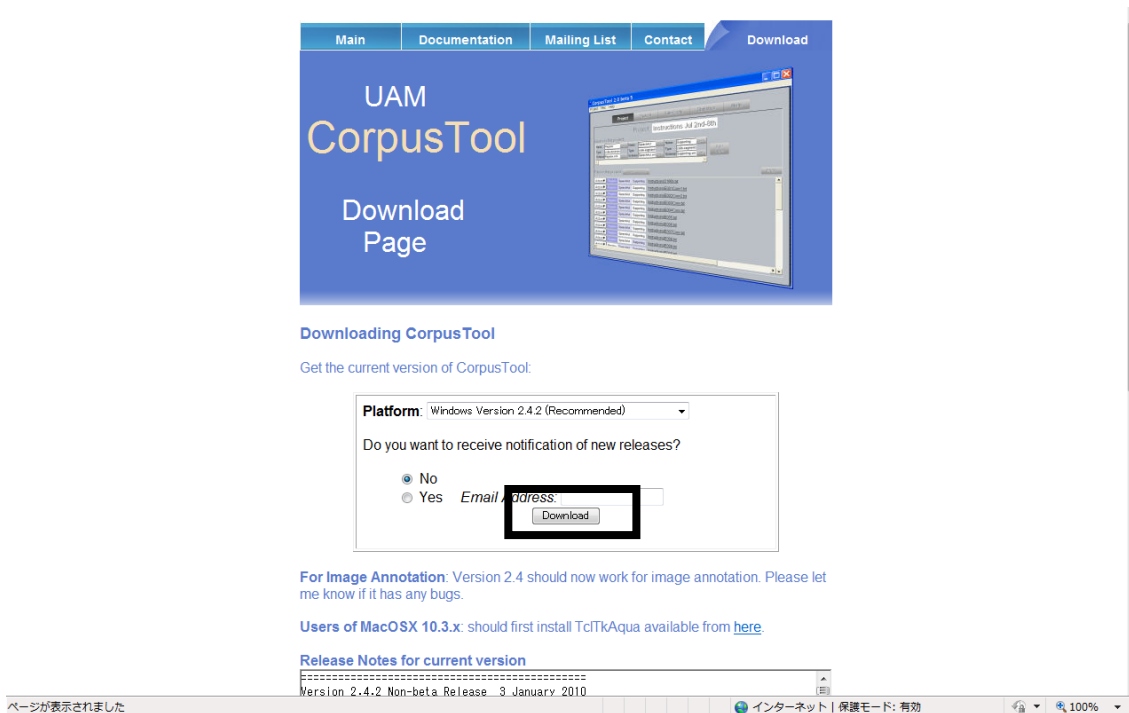 Main Documentation Mailing List Contact Download
UAM
CorpusTool
Download
Page
Downloading CorpusTool
Get the current version of CorpusTool:
Platform: Windows Version 2.4.2 (Recommended)
Do you want to receive notification of new releases?
No
Yes Email Address:
Download
For Image Annotation: Version 2.4 should now work for image annotation. Please let
me know if it has any bugs.
Users of MacOSX 10.3.x: should first install TclTkAqua available from here.
Release Notes for current version
Version 2.4.2 Non-beta Release 3 January 2010
ページが表示されました インターネット | 保護モード: 有効 100%